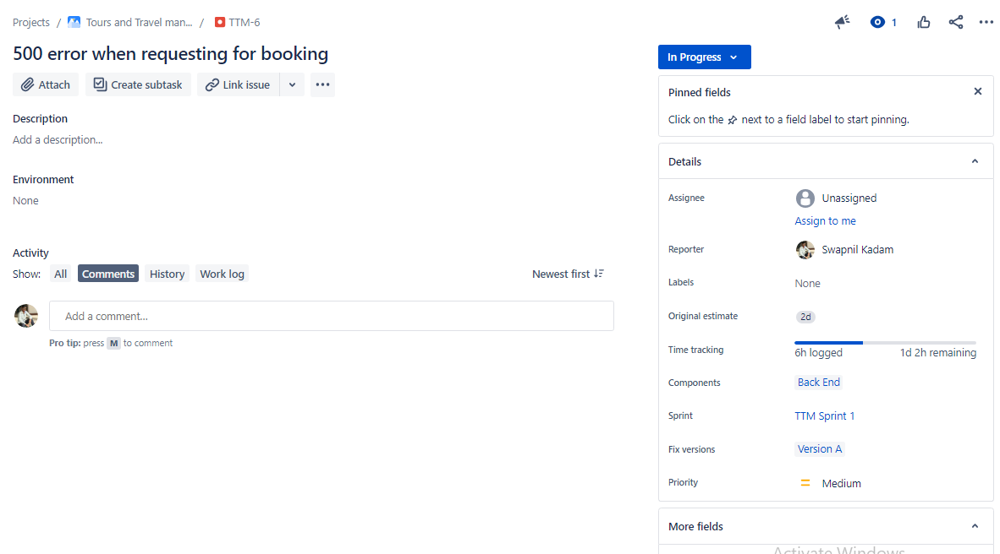 Projects / Tours and Travel man... / TTM-6
1
500 error when requesting for booking
Attach Create subtask Link issue
Description
Add a description...
Environment
None
Activity
Show: All Comments History Work log Newest first
Add a comment...
Pro tip: press M to comment
In Progress
Pinned fields
Click on the next to a field label to start pinning.
Details
Assignee Unassigned
Assign to me
Reporter Swapnil Kadam
Labels None
Original estimate 2d
Time tracking 6h logged 1d 2h remaining
Components Back End
Sprint TTM Sprint 1
Fix versions Version A
Priority Medium
More fields
Activate Windows